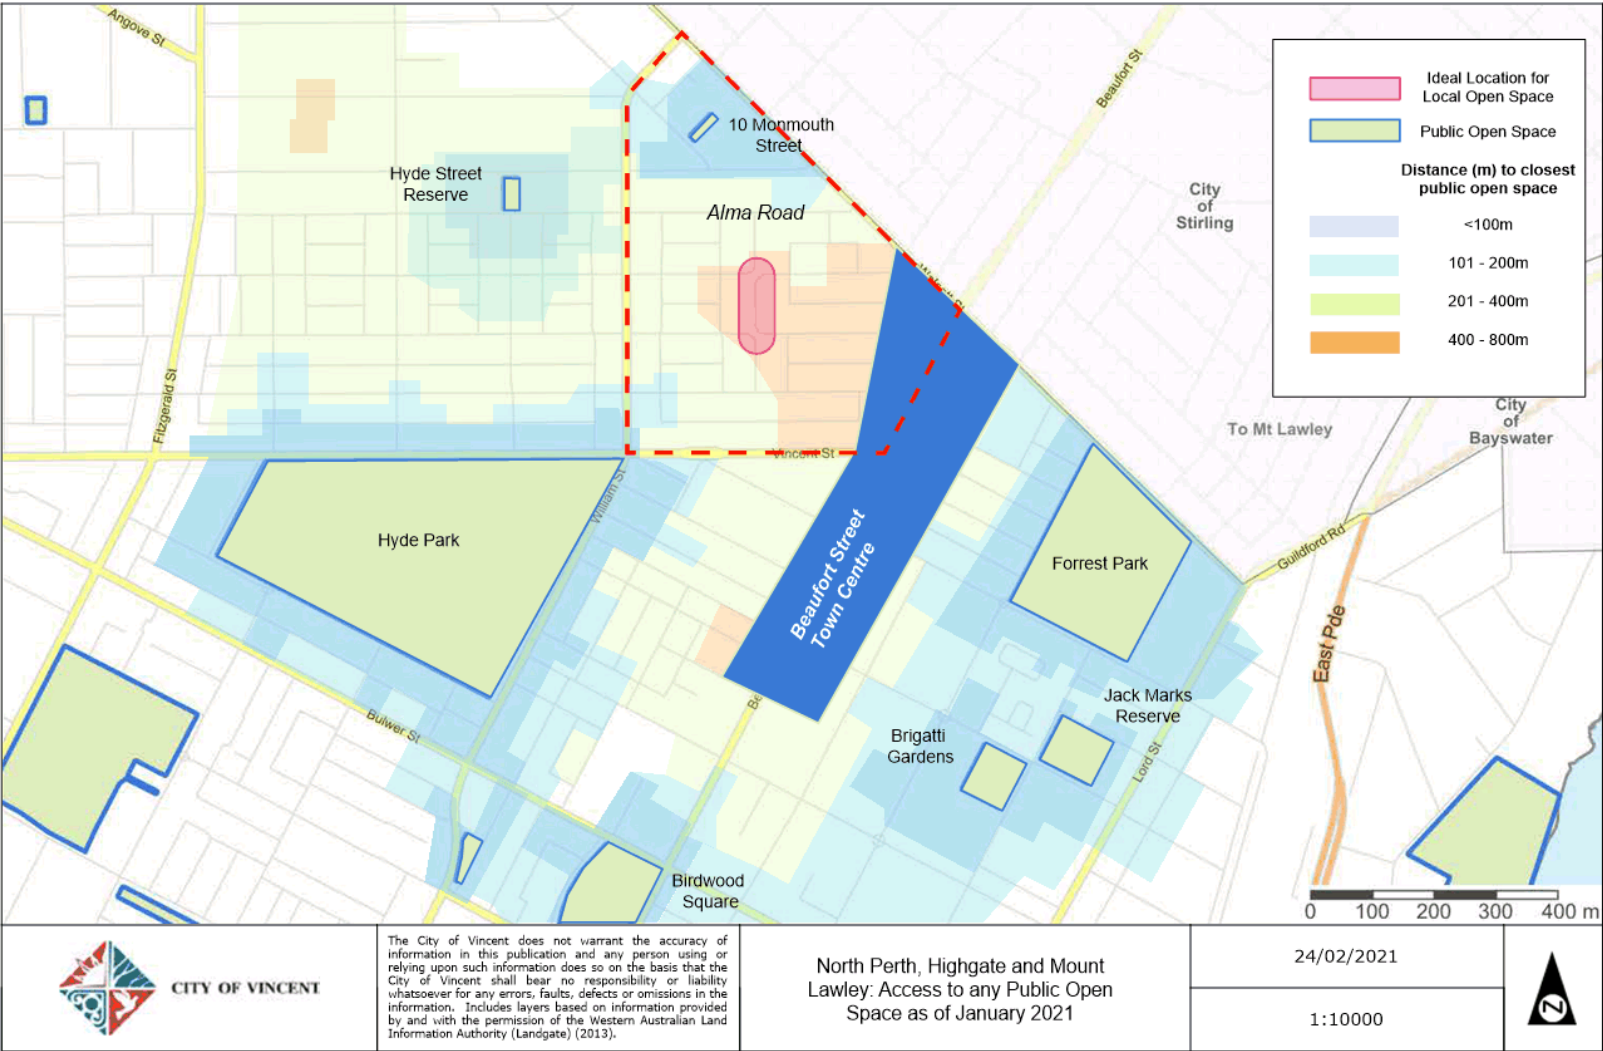 Angove St
Beaufort St
Ideal Location for
Local Open Space
Public Open Space
Distance (m) to closest
public open space
<100m
101 - 200m
201 - 400m
400 - 800m
10 Monmouth
Street
Hyde Street
Reserve
Alma Road
City
of
Stirling
Walcott St
Fitzgerald St
To Mt Lawley
City
of
Bayswater
Vincent St
William St
Hyde Park
Beaufort Street
Town Centre
Forrest Park
Guildford Rd
East Pde
Jack Marks
Reserve
Brigatti
Gardens
Be
Bulwer St
Lord St
Birdwood
Square
0 100 200 300 400 m
CITY OF VINCENT
The City of Vincent does not warrant the accuracy of
information in this publication and any person using or
relying upon such information does so on the basis that the
City of Vincent shall bear no responsibility or liability
whatsoever for any errors, faults, defects or omissions in the
information. Includes layers based on information provided
by and with the permission of the Western Australian Land
Information Authority (Landgate) (2013).
North Perth, Highgate and Mount
Lawley: Access to any Public Open
Space as of January 2021
24/02/2021
1:10000
N